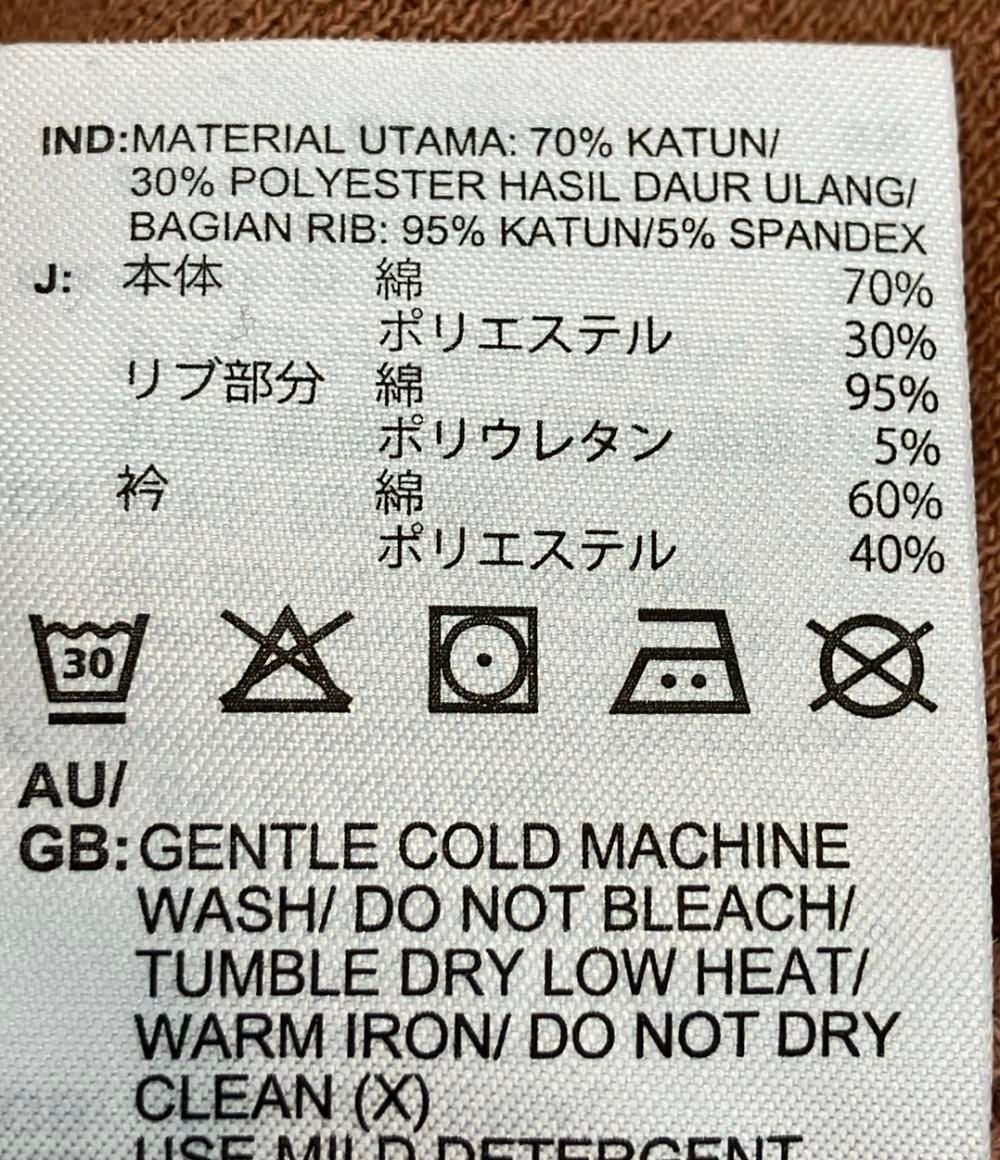 IND:MATERIAL UTAMA: 70% KATUN/
30% POLYESTER HASIL DAUR ULANG/
BAGIAN RIB: 95% KATUN/5% SPANDEX
J: 本体 綿 70%
ポリエステル 30%
リブ部分 綿 95%
ポリウレタン 5%
衿 綿 60%
ポリエステル 40%
30
AU/
GB: GENTLE COLD MACHINE
WASH/ DO NOT BLEACH/
TUMBLE DRY LOW HEAT/
WARM IRON/ DO NOT DRY
CLEAN (X)
USE MILD DETERGENT